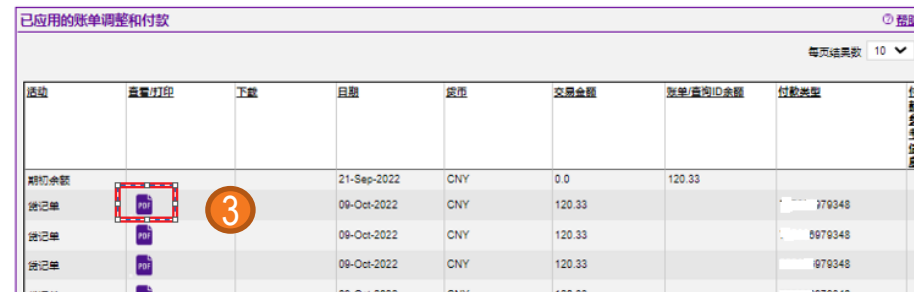 已应用的账单调整和付款
每页结果数 10
活动 查看/打印 下载 日期 货币 交易金额 账单/查询ID余额 付款类型
期初余额 21-Sep-2022 CNY 0.0 120.33
贷记单 PDF 3 09-Oct-2022 CNY 120.33 979348
贷记单 PDF 09-Oct-2022 CNY 120.33 6979348
贷记单 PDF 09-Oct-2022 CNY 120.33 979348